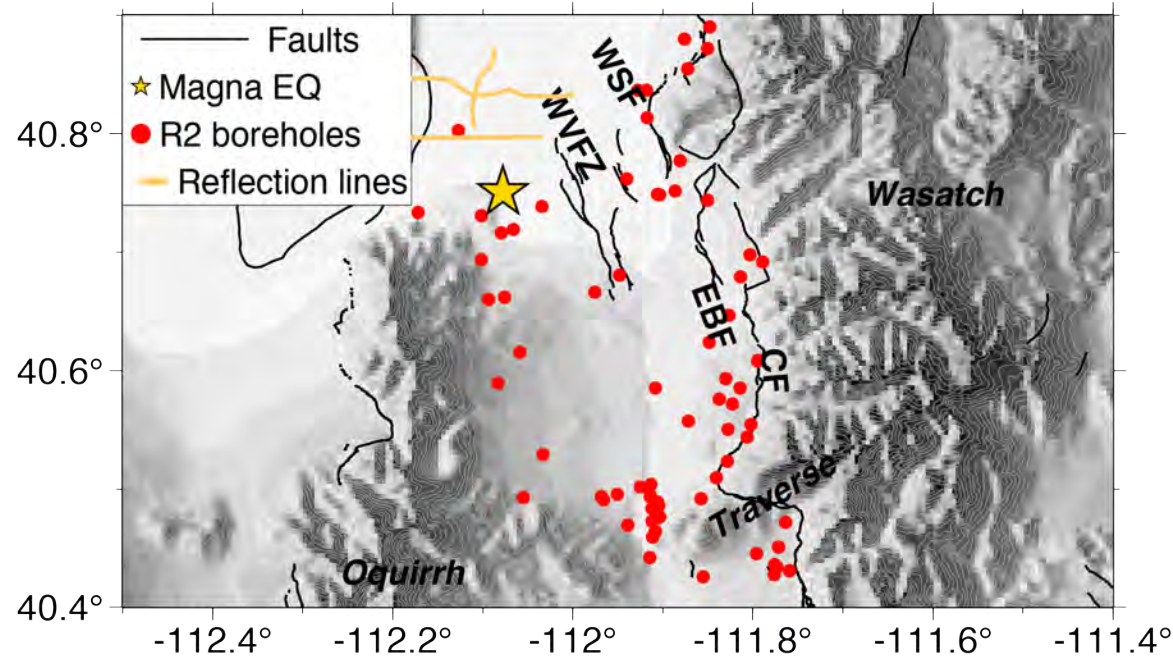 Faults
Magna EQ
R2 boreholes
Reflection lines
WSF
WVFZ
Wasatch
EBF
CF
Traverse
Oquirrh
40.8°
40.6°
40.4°
-112.4°
-112.2°
-112°
-111.8°
-111.6°
-111.4°